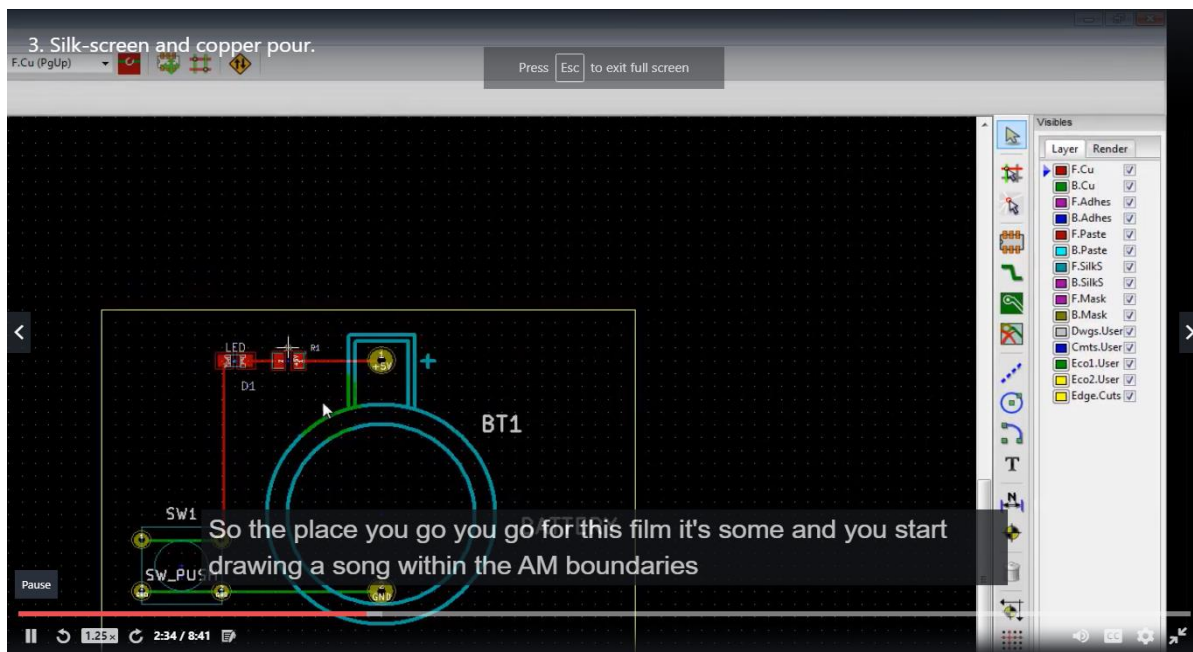 3. Silk-screen and copper pour.
F.Cu (PgUp)
Press Esc to exit full screen
Visibles
Layer Render
F.Cu
B.Cu
F.Adhes
B.Adhes
F.Paste
B.Paste
F.SilkS
B.SilkS
F.Mask
B.Mask
Dwgs.User
Cmts.User
Eco1.User
Eco2.User
Edge.Cuts
LED
R1
+5V
+
D1
BT1
T
N
SW1
BATTERY
So the place you go you go for this film it's some and you start
drawing a song within the AM boundaries
SW_PUSH
GND
Pause
1.25x
2:34 / 8:41
CC